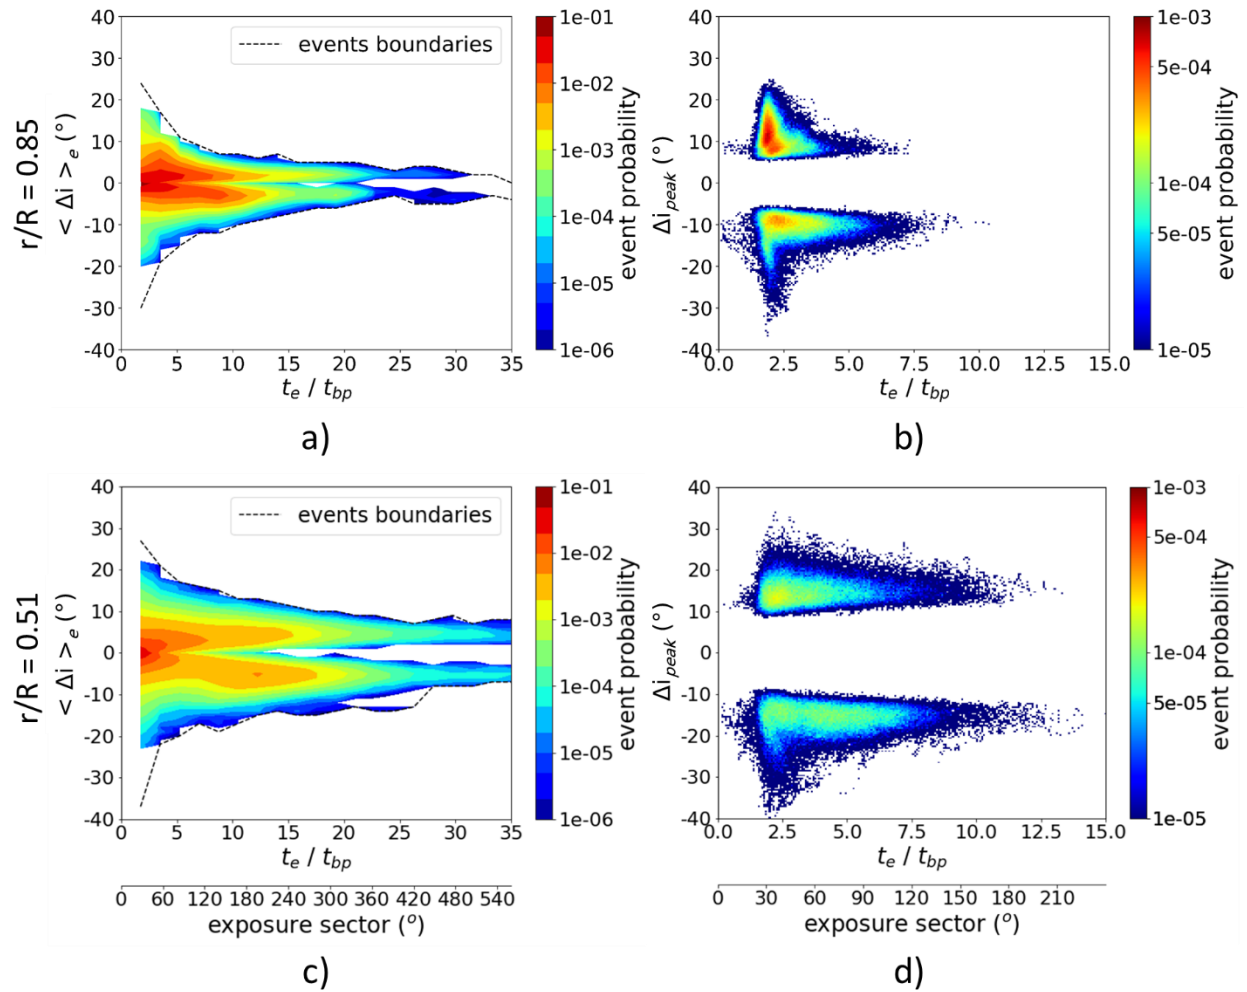 r/R = 0.85
< Δi >e (°)
40
30
20
10
0
-10
-20
-30
-40
events boundaries
0 5 10 15 20 25 30 35
te / tbp
1e-01
1e-02
1e-03
1e-04
1e-05
1e-06
event probability
a)
Δipeak (°)
40
30
20
10
0
-10
-20
-30
-40
0.0 2.5 5.0 7.5 10.0 12.5 15.0
te / tbp
1e-03
5e-04
1e-04
5e-05
1e-05
event probability
b)
r/R = 0.51
< Δi >e (°)
40
30
20
10
0
-10
-20
-30
-40
events boundaries
0 5 10 15 20 25 30 35
te / tbp
0 60 120 180 240 300 360 420 480 540
exposure sector (o)
1e-01
1e-02
1e-03
1e-04
1e-05
1e-06
event probability
c)
Δipeak (°)
40
30
20
10
0
-10
-20
-30
-40
0.0 2.5 5.0 7.5 10.0 12.5 15.0
te / tbp
0 30 60 90 120 150 180 210
exposure sector (o)
1e-03
5e-04
1e-04
5e-05
1e-05
event probability
d)